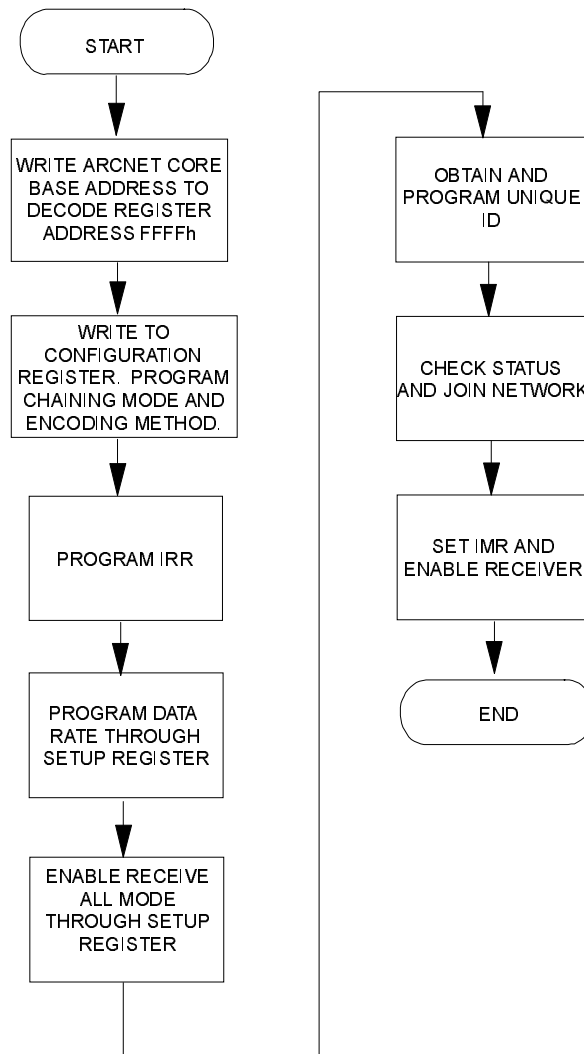 START
WRITE ARCNET CORE
BASE ADDRESS TO
DECODE REGISTER
ADDRESS FFFFh
WRITE TO
CONFIGURATION
REGISTER. PROGRAM
CHAINING MODE AND
ENCODING METHOD.
PROGRAM IRR
PROGRAM DATA
RATE THROUGH
SETUP REGISTER
ENABLE RECEIVE
ALL MODE
THROUGH SETUP
REGISTER
OBTAIN AND
PROGRAM UNIQUE
ID
CHECK STATUS
AND JOIN NETWORK
SET IMR AND
ENABLE RECEIVER
END